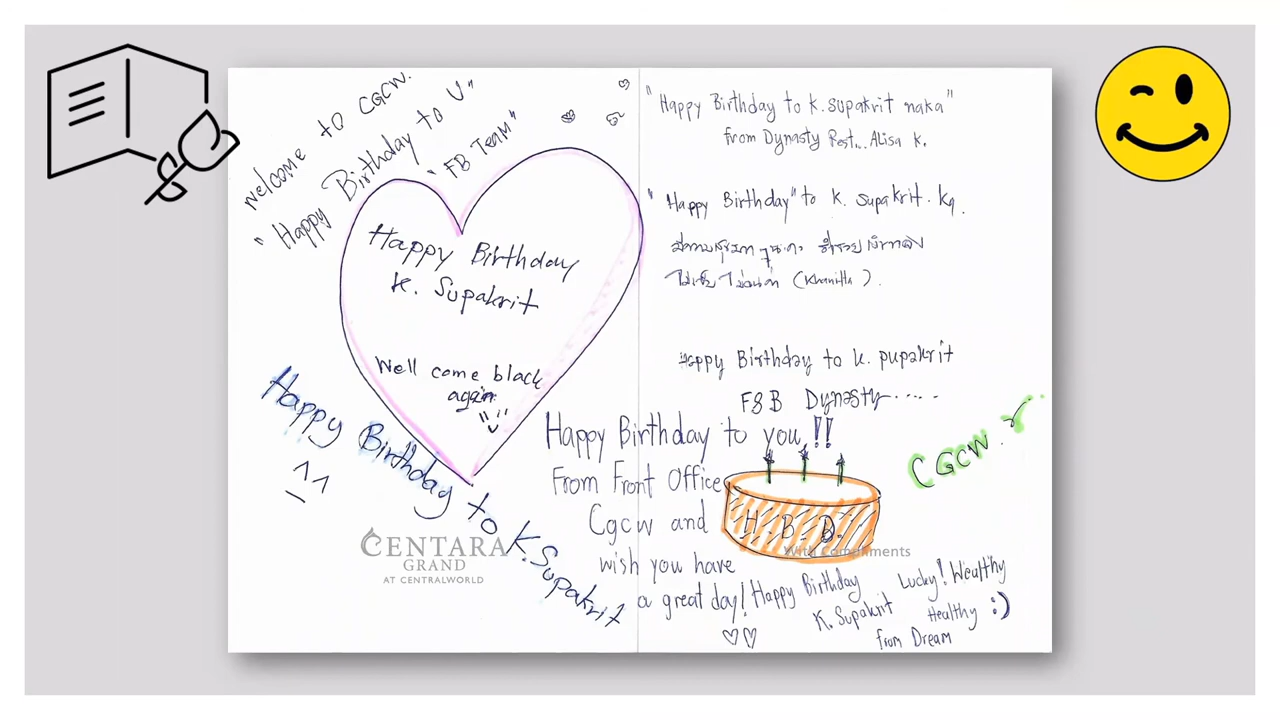 welcome to CGCW.
"Happy Birthday to U"
"FB Team"
Happy Birthday
K. Supakrit
Well come black
again
Happy Birthday to K.Supakrit
CENTARA
GRAND
AT CENTRALWORLD
"Happy Birthday to K. Supakrit naka"
from Dynasty Rest... Alisa K.
"Happy Birthday" to K. Supakrit. ka.
(Khanitta).
Happy Birthday to K. pupakrit
F&B Dynasty.....
Happy Birthday to you!!
From Front Office
Cgcw and
wish you have
a great day!
H. B. D.
With Compliments
CGCW.
Happy Birthday
K. Supakrit
Lucky! Wealthy
Healthy :)
from Dream